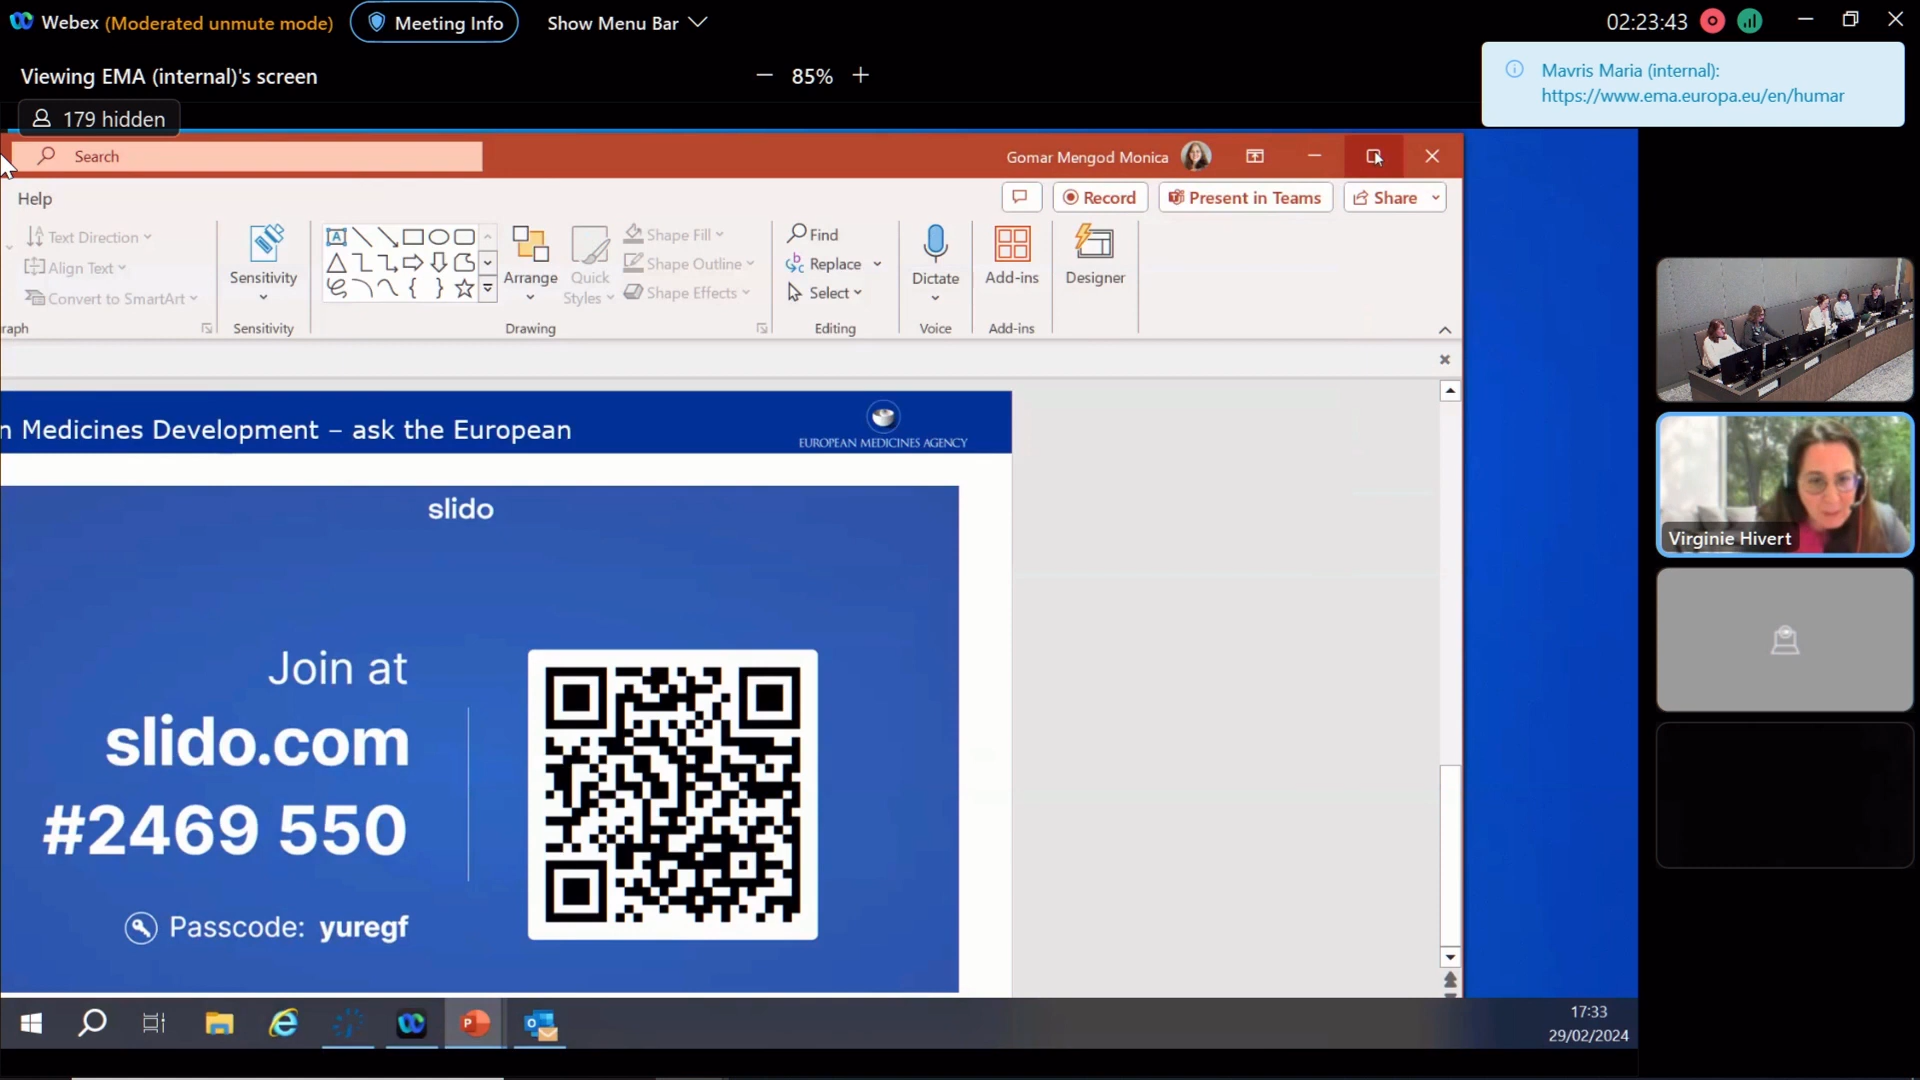 Webex (Moderated unmute mode) Meeting Info Show Menu Bar 02:23:43
Viewing EMA (internal)'s screen 85%
Mavris Maria (internal):
https://www.ema.europa.eu/en/humar
179 hidden
Search Gomar Mengod Monica
Help Record Present in Teams Share
Text Direction
Align Text
Convert to SmartArt
Sensitivity
Arrange
Quick
Styles
Shape Fill
Shape Outline
Shape Effects
Find
Replace
Select
Dictate
Add-ins
Designer
raph Sensitivity Drawing Editing Voice Add-ins
n Medicines Development – ask the European
EUROPEAN MEDICINES AGENCY
slido
Join at
slido.com
#2469 550
Passcode: yuregf
Virginie Hivert
17:33
29/02/2024